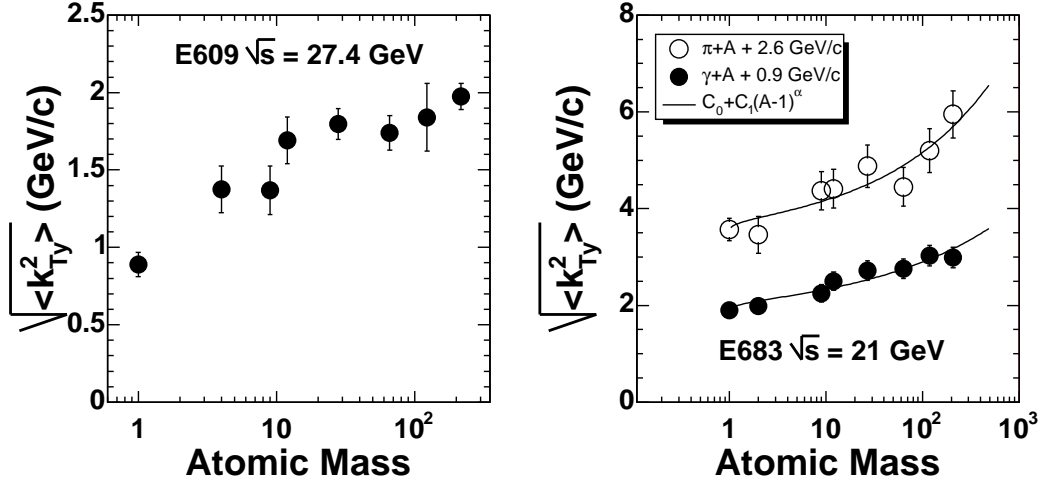 2.5
2
1.5
1
0.5
0
E609 √s = 27.4 GeV
√<k²Ty> (GeV/c)
1 10 10²
Atomic Mass
8
6
4
2
0
π+A + 2.6 GeV/c
γ+A + 0.9 GeV/c
C₀+C₁(A-1)^α
E683 √s = 21 GeV
√<k²Ty> (GeV/c)
1 10 10² 10³
Atomic Mass